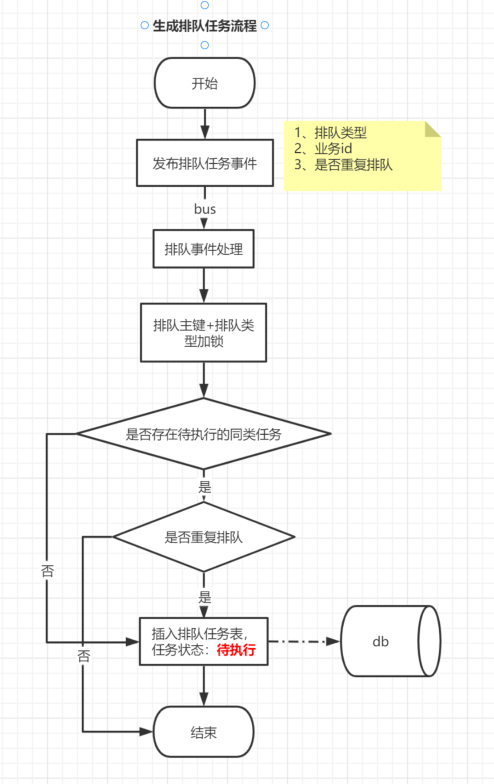 生成排队任务流程
开始
发布排队任务事件
1、排队类型
2、业务id
3、是否重复排队
bus
排队事件处理
排队主键+排队类
型加锁
是否存在待执行的同类任务
是
是否重复排队
否
是
插入排队任务表，
任务状态：待执行
db
否
结束